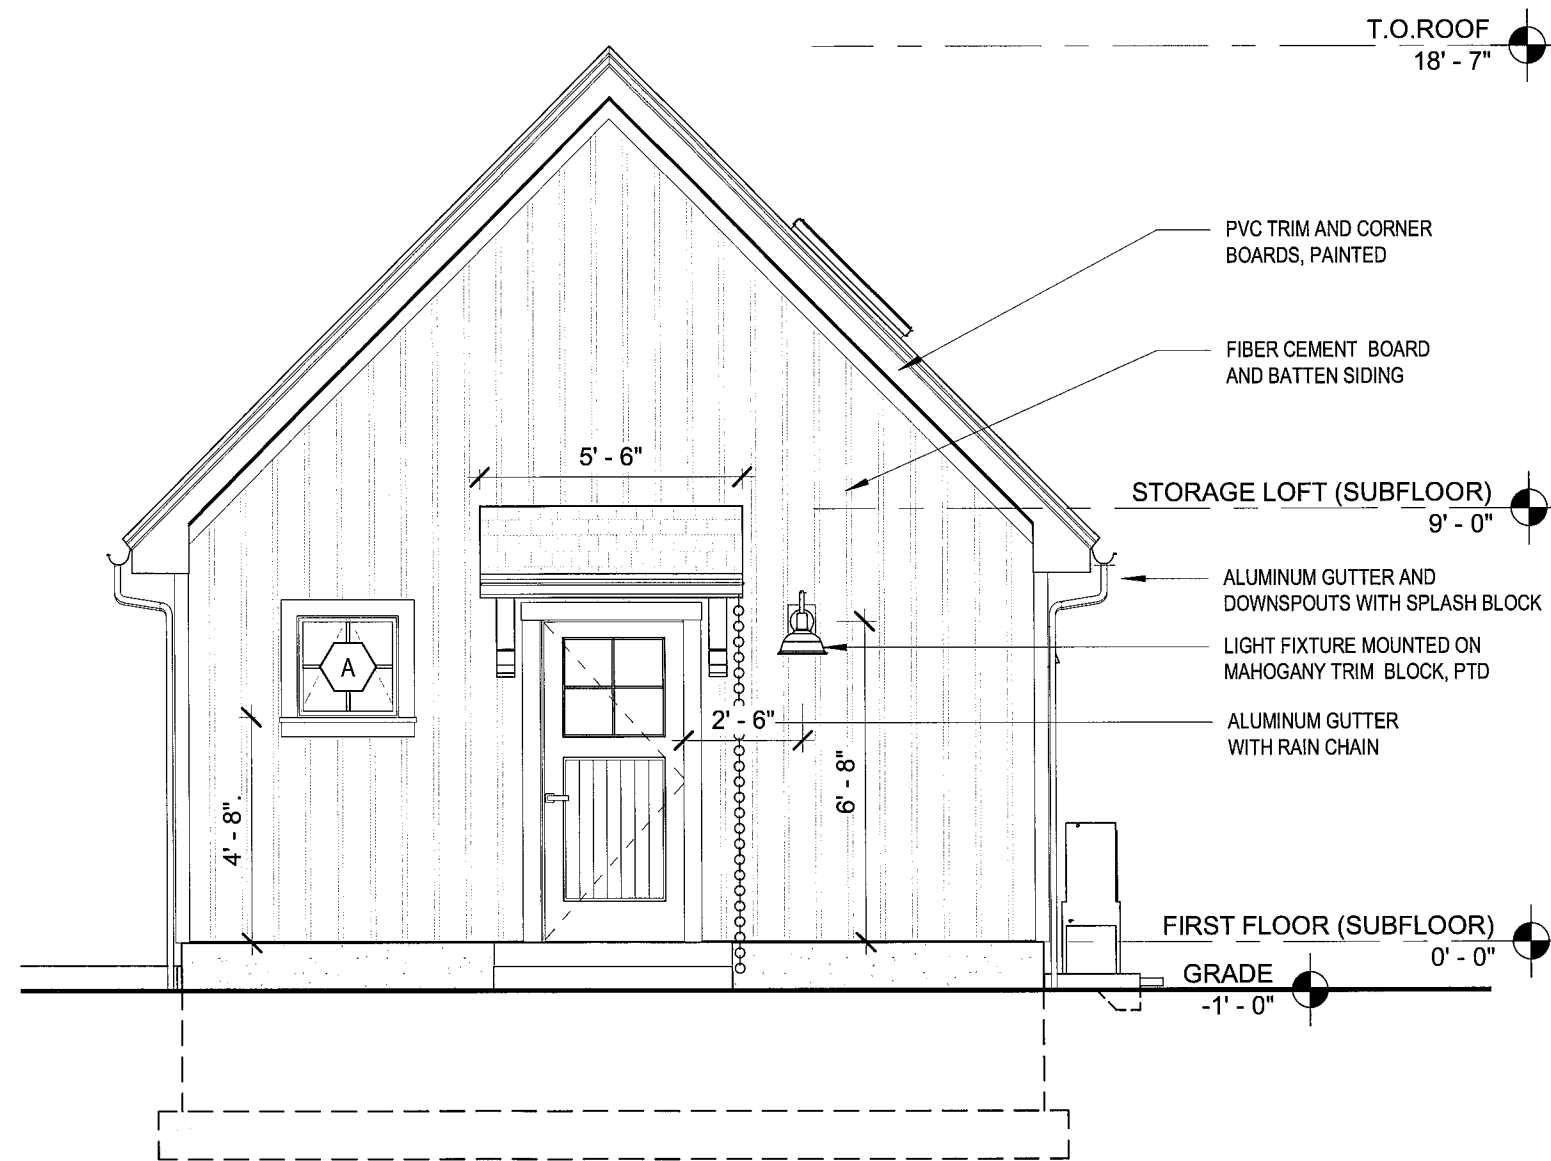 T.O.ROOF
18' - 7"
PVC TRIM AND CORNER
BOARDS, PAINTED
FIBER CEMENT BOARD
AND BATTEN SIDING
5' - 6"
STORAGE LOFT (SUBFLOOR)
9' - 0"
ALUMINUM GUTTER AND
DOWNSPOUTS WITH SPLASH BLOCK
LIGHT FIXTURE MOUNTED ON
MAHOGANY TRIM BLOCK, PTD
A
2' - 6"
ALUMINUM GUTTER
WITH RAIN CHAIN
4' - 8"
6' - 8"
FIRST FLOOR (SUBFLOOR)
0' - 0"
GRADE
-1' - 0"